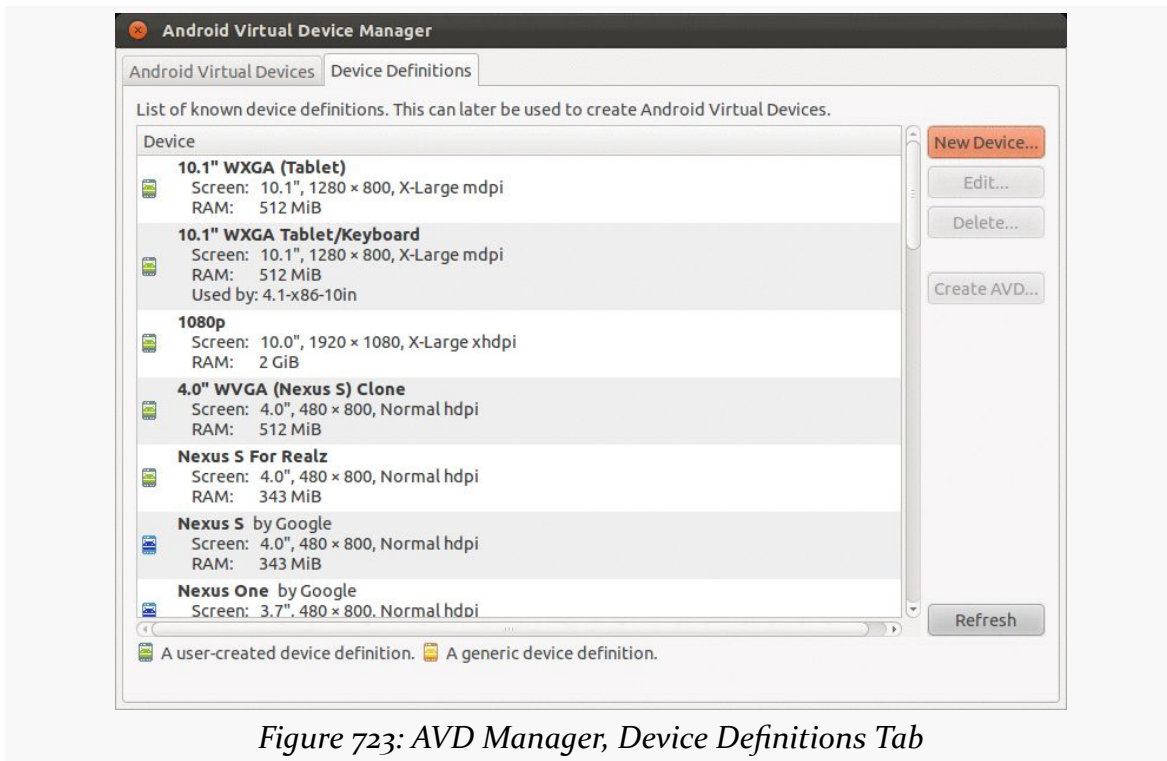 Android Virtual Device Manager
Android Virtual Devices
Device Definitions
List of known device definitions. This can later be used to create Android Virtual Devices.
Device
10.1" WXGA (Tablet)
Screen: 10.1", 1280 × 800, X-Large mdpi
RAM: 512 MiB
10.1" WXGA Tablet/Keyboard
Screen: 10.1", 1280 × 800, X-Large mdpi
RAM: 512 MiB
Used by: 4.1-x86-10in
1080p
Screen: 10.0", 1920 × 1080, X-Large xhdpi
RAM: 2 GiB
4.0" WVGA (Nexus S) Clone
Screen: 4.0", 480 × 800, Normal hdpi
RAM: 512 MiB
Nexus S For Realz
Screen: 4.0", 480 × 800, Normal hdpi
RAM: 343 MiB
Nexus S by Google
Screen: 4.0", 480 × 800, Normal hdpi
RAM: 343 MiB
Nexus One by Google
Screen: 3.7", 480 × 800, Normal hdpi
New Device...
Edit...
Delete...
Create AVD...
Refresh
A user-created device definition. A generic device definition.
Figure 723: AVD Manager, Device Definitions Tab